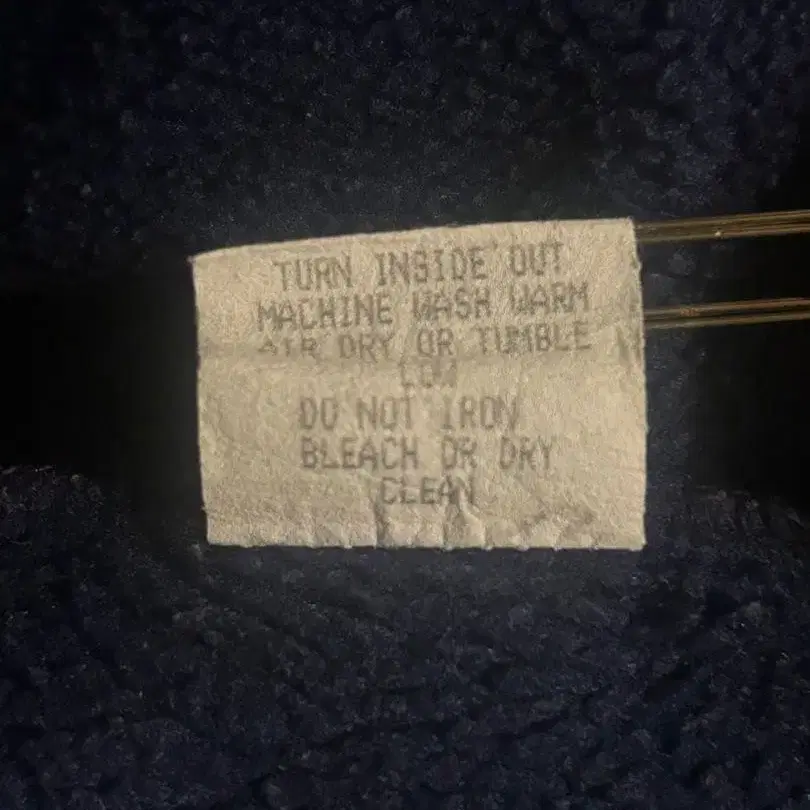 TURN INSIDE OUT
MACHINE WASH WARM
AIR DRY OR TUMBLE
LOW
DO NOT IRON
BLEACH OR DRY
CLEAN